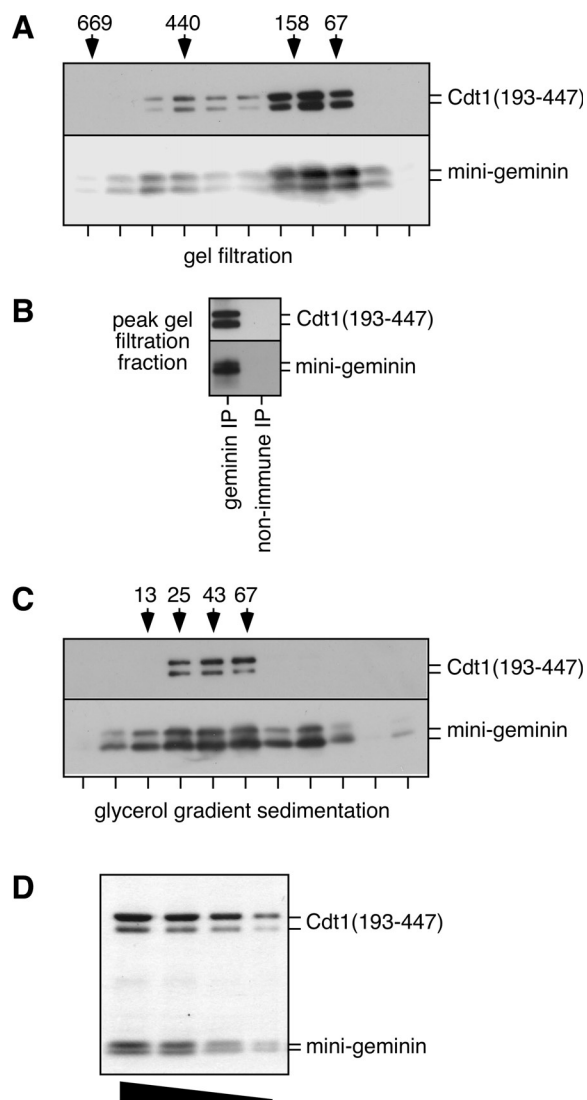 A
669 440 158 67
Cdt1(193-447)
mini-geminin
gel filtration
B
peak gel
filtration
fraction
Cdt1(193-447)
mini-geminin
geminin IP
non-immune IP
C
13 25 43 67
Cdt1(193-447)
mini-geminin
glycerol gradient sedimentation
D
Cdt1(193-447)
mini-geminin